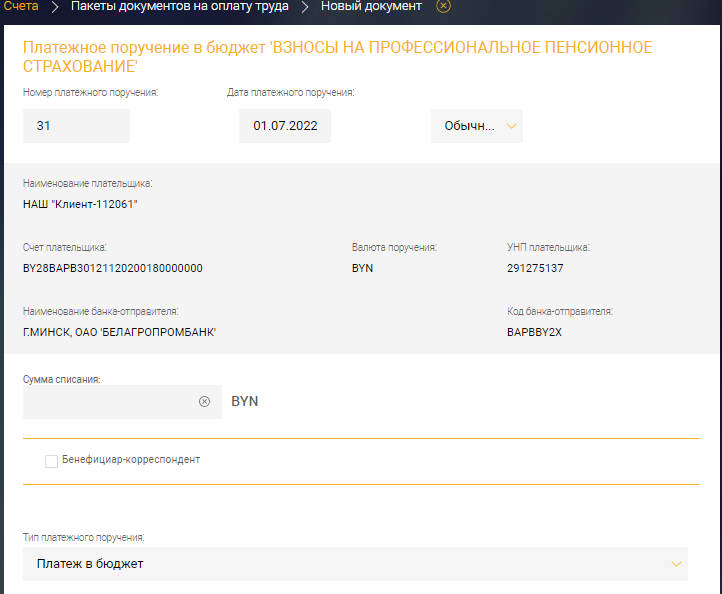 Счета
Пакеты документов на оплату труда
Новый документ
Платежное поручение в бюджет 'ВЗНОСЫ НА ПРОФЕССИОНАЛЬНОЕ ПЕНСИОННОЕ
СТРАХОВАНИЕ'
Номер платежного поручения:
Дата платежного поручения:
31
01.07.2022
Обычн...
Наименование плательщика:
НАШ "Клиент-112061"
Счет плательщика:
Валюта поручения:
УНП плательщика:
BY28BAPB30121120200180000000
BYN
291275137
Наименование банка-отправителя:
Код банка-отправителя:
Г.МИНСК, ОАО 'БЕЛАГРОПРОМБАНК'
BAPBBY2X
Сумма списания:
BYN
Бенефициар-корреспондент
Тип платежного поручения:
Платеж в бюджет